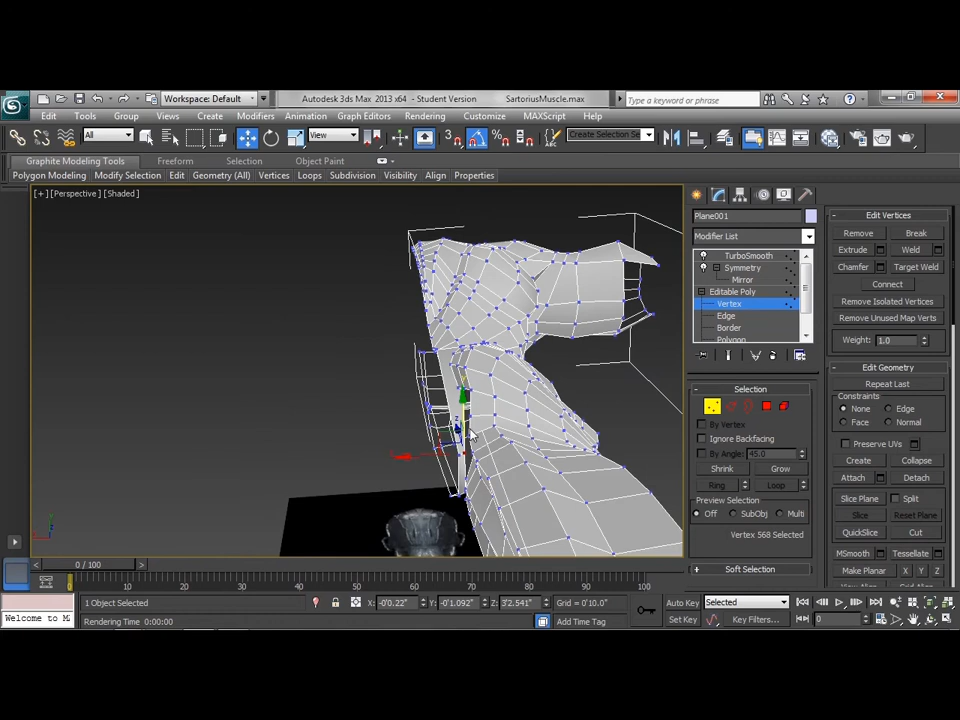 Workspace: Default
Autodesk 3ds Max 2013 x64 - Student Version
SartoriusMuscle.max
Type a keyword or phrase
Edit Tools Group Views Create Modifiers Animation Graph Editors Rendering Customize MAXScript Help
All
View
3
Create Selection Se
Graphite Modeling Tools Freeform Selection Object Paint
Polygon Modeling Modify Selection Edit Geometry (All) Vertices Loops Subdivision Visibility Align Properties
[+] [Perspective] [Shaded]
z
Plane001
Modifier List
TurboSmooth
Symmetry
Mirror
Editable Poly
Vertex
Edge
Border
Polygon
Selection
By Vertex
Ignore Backfacing
By Angle: 45.0
Shrink Grow
Ring Loop
Preview Selection
Off SubObj Multi
Vertex 568 Selected
Soft Selection
Edit Vertices
Remove Break
Extrude Weld
Chamfer Target Weld
Connect
Remove Isolated Vertices
Remove Unused Map Verts
Weight: 1.0
Edit Geometry
Repeat Last
Constraints
None Edge
Face Normal
Preserve UVs
Create Collapse
Attach Detach
Slice Plane Split
Slice Reset Plane
QuickSlice Cut
MSmooth Tessellate
Make Planar X Y Z
0 / 100
0 10 20 30 40 50 60 70 80 90 100
1 Object Selected
X: -0'0.22" Y: -0'1.092" Z: 3'2.541" Grid = 0'10.0"
Auto Key Selected
Welcome to M
Rendering Time 0:00:00
Add Time Tag
Set Key Key Filters...
0